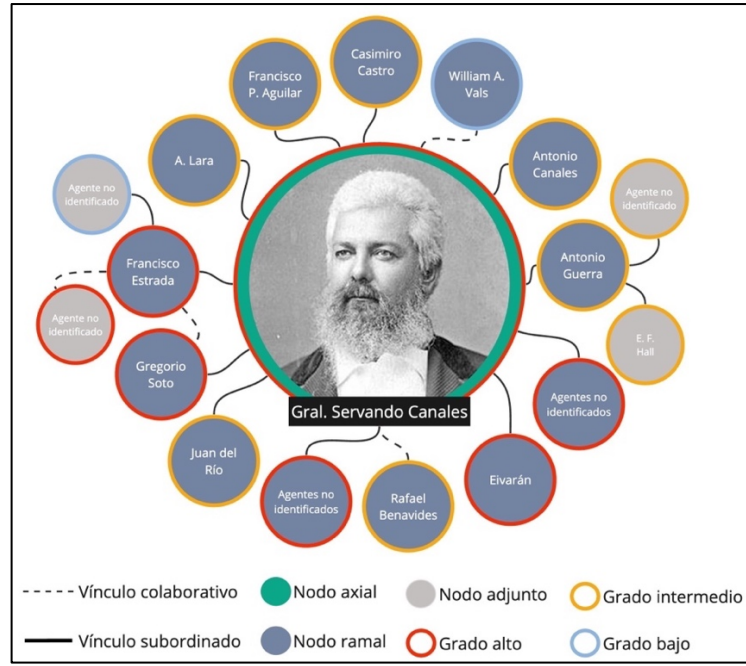 Casimiro
Castro
Francisco
P. Aguilar
William A.
Vals
A. Lara
Antonio
Canales
Agente no
identificado
Agente no
identificado
Francisco
Estrada
Antonio
Guerra
Agente no
identificado
E. F.
Hall
Gregorio
Soto
Agentes no
identificados
Gral. Servando Canales
Juan del
Río
Agentes no
identificados
Rafael
Benavides
Eivarán
Vínculo colaborativo
Nodo axial
Nodo adjunto
Grado intermedio
Vínculo subordinado
Nodo ramal
Grado alto
Grado bajo